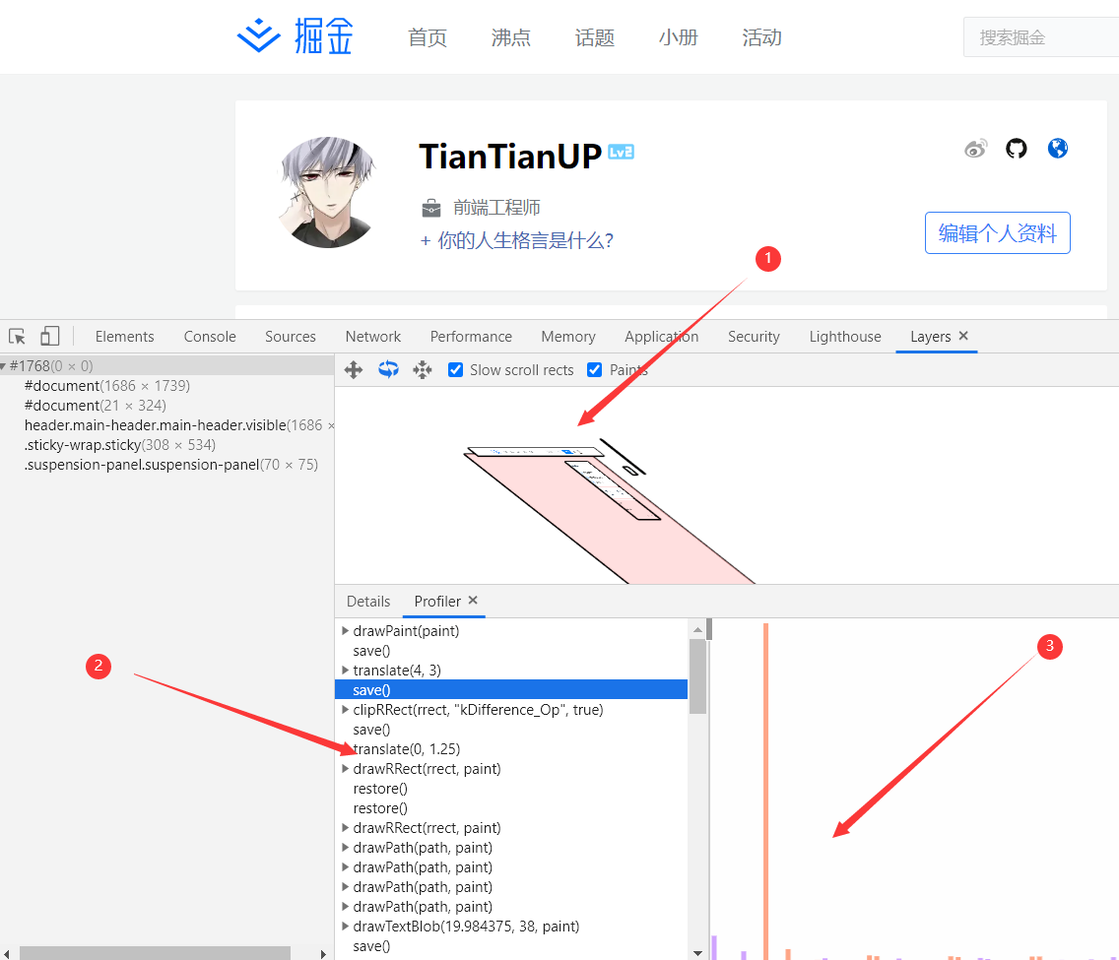 掘金 首页 沸点 话题 小册 活动 搜索掘金
TianTianUP Lv2
前端工程师
+ 你的人生格言是什么?
编辑个人资料
1
Elements Console Sources Network Performance Memory Application Security Lighthouse Layers ✕
#1768(0 × 0)
Slow scroll rects Paints
#document(1686 × 1739)
#document(21 × 324)
header.main-header.main-header.visible(1686 ×
.sticky-wrap.sticky(308 × 534)
.suspension-panel.suspension-panel(70 × 75)
Details Profiler ✕
drawPaint(paint)
save()
translate(4, 3)
save()
clipRRect(rrect, "kDifference_Op", true)
save()
translate(0, 1.25)
drawRRect(rrect, paint)
restore()
restore()
drawRRect(rrect, paint)
drawPath(path, paint)
drawPath(path, paint)
drawPath(path, paint)
drawPath(path, paint)
drawTextBlob(19.984375, 38, paint)
save()
2
3